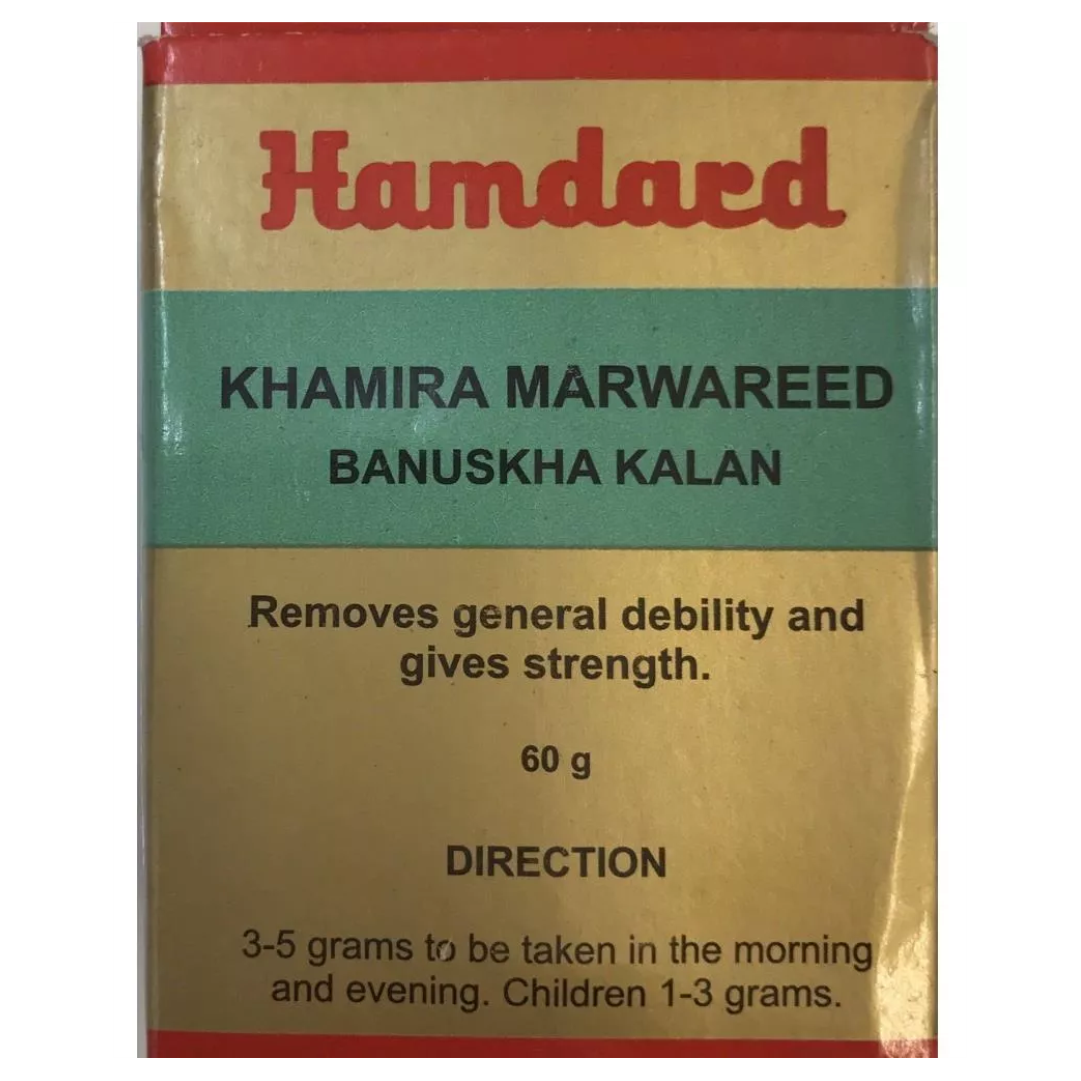 Hamdard
KHAMIRA MARWAREED
BANUSKHA KALAN
Removes general debility and
gives strength.
60 g
DIRECTION
3-5 grams to be taken in the morning
and evening. Children 1-3 grams.